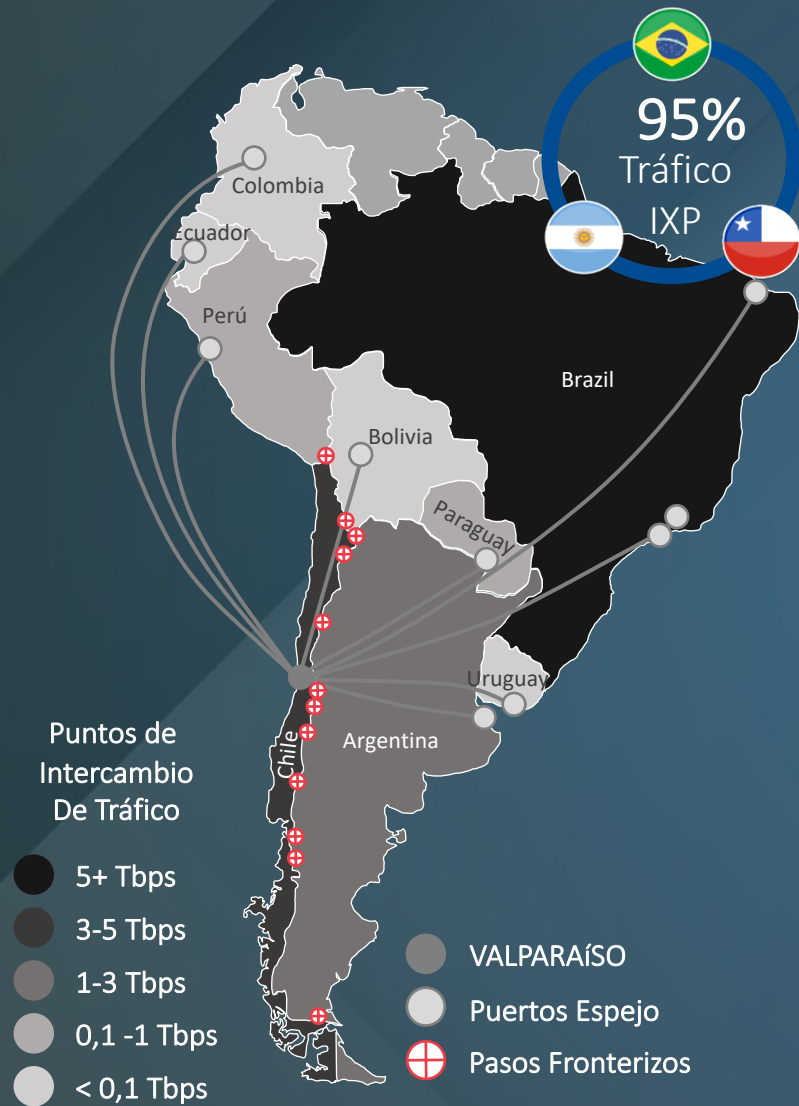 95%
Tráfico
IXP
Colombia
Ecuador
Perú
Brazil
Bolivia
Paraguay
Uruguay
Argentina
Chile
Puntos de
Intercambio
De Tráfico
5+ Tbps
3-5 Tbps
1-3 Tbps
0,1 -1 Tbps
< 0,1 Tbps
VALPARAíSO
Puertos Espejo
Pasos Fronterizos